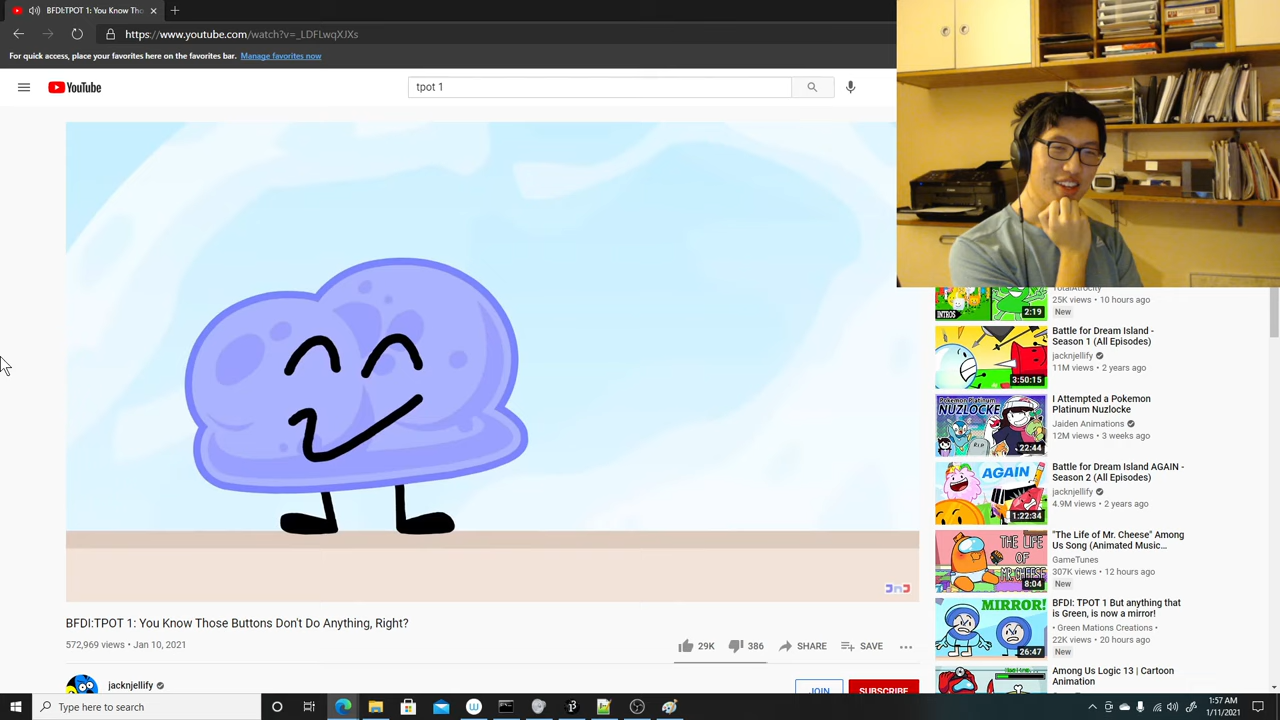 BFDI:TPOT 1: You Know Tho
https://www.youtube.com/watch?v=_LDFLwqXJXs
For quick access, place your favorites here on the favorites bar. Manage favorites now
YouTube
tpot 1
BFDI:TPOT 1: You Know Those Buttons Don't Do Anything, Right?
572,969 views • Jan 10, 2021
29K
386
SHARE
SAVE
jacknjellify
JOIN
SUBSCRIBE
INTROS
2:19
TotalAtrocity
25K views • 10 hours ago
New
3:50:15
Battle for Dream Island -
Season 1 (All Episodes)
jacknjellify
11M views • 2 years ago
Pokemon Platinum
NUZLOCKE
RIP
22:44
I Attempted a Pokemon
Platinum Nuzlocke
Jaiden Animations
12M views • 3 weeks ago
AGAIN
1:22:34
Battle for Dream Island AGAIN -
Season 2 (All Episodes)
jacknjellify
4.9M views • 2 years ago
THE LIFE
OF
MR.CHEESE
8:04
"The Life of Mr. Cheese" Among
Us Song (Animated Music...
GameTunes
307K views • 12 hours ago
New
MIRROR!
26:47
BFDI: TPOT 1 But anything that
is Green, is now a mirror!
• Green Mations Creations •
22K views • 20 hours ago
New
Among Us Logic 13 | Cartoon
Animation
Type here to search
1:57 AM
1/11/2021